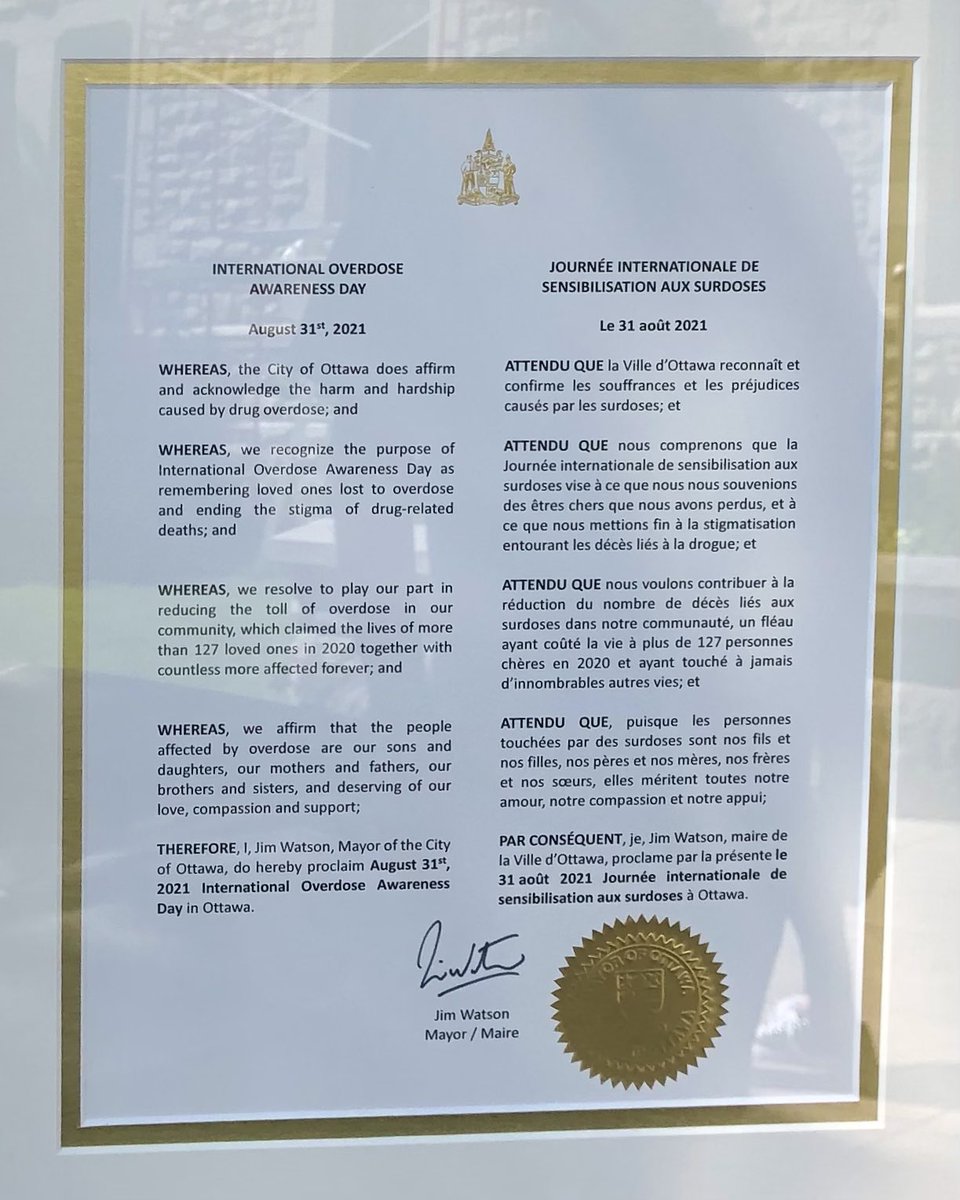 INTERNATIONAL OVERDOSE
AWARENESS DAY
August 31st, 2021
WHEREAS, the City of Ottawa does affirm
and acknowledge the harm and hardship
caused by drug overdose; and
WHEREAS, we recognize the purpose of
International Overdose Awareness Day as
remembering loved ones lost to overdose
and ending the stigma of drug-related
deaths; and
WHEREAS, we resolve to play our part in
reducing the toll of overdose in our
community, which claimed the lives of more
than 127 loved ones in 2020 together with
countless more affected forever; and
WHEREAS, we affirm that the people
affected by overdose are our sons and
daughters, our mothers and fathers, our
brothers and sisters, and deserving of our
love, compassion and support;
THEREFORE, I, Jim Watson, Mayor of the City
of Ottawa, do hereby proclaim August 31st,
2021 International Overdose Awareness
Day in Ottawa.
JOURNÉE INTERNATIONALE DE
SENSIBILISATION AUX SURDOSES
Le 31 août 2021
ATTENDU QUE la Ville d'Ottawa reconnaît et
confirme les souffrances et les préjudices
causés par les surdoses; et
ATTENDU QUE nous comprenons que la
Journée internationale de sensibilisation aux
surdoses vise à ce que nous nous souvenions
des êtres chers que nous avons perdus, et à
ce que nous mettions fin à la stigmatisation
entourant les décès liés à la drogue; et
ATTENDU QUE nous voulons contribuer à la
réduction du nombre de décès liés aux
surdoses dans notre communauté, un fléau
ayant coûté la vie à plus de 127 personnes
chères en 2020 et ayant touché à jamais
d'innombrables autres vies; et
ATTENDU QUE, puisque les personnes
touchées par des surdoses sont nos fils et
nos filles, nos pères et nos mères, nos frères
et nos sœurs, elles méritent toutes notre
amour, notre compassion et notre appui;
PAR CONSÉQUENT, je, Jim Watson, maire de
la Ville d'Ottawa, proclame par la présente le
31 août 2021 Journée internationale de
sensibilisation aux surdoses à Ottawa.
Jim Watson
Jim Watson
Mayor / Maire
OF OTTAWA